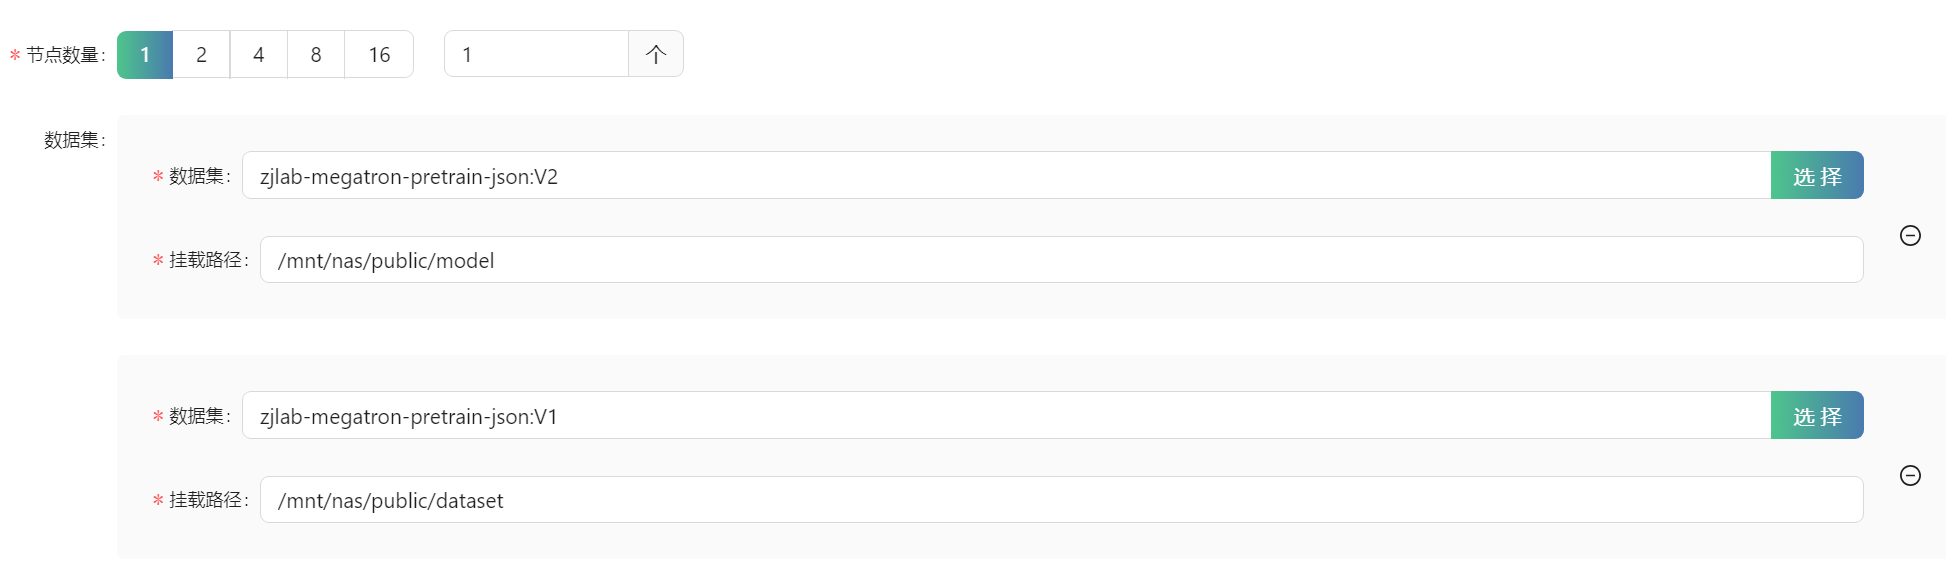 * 节点数量: 1 2 4 8 16 1 个
数据集:
* 数据集: zjlab-megatron-pretrain-json:V2 选 择
* 挂载路径: /mnt/nas/public/model
* 数据集: zjlab-megatron-pretrain-json:V1 选 择
* 挂载路径: /mnt/nas/public/dataset